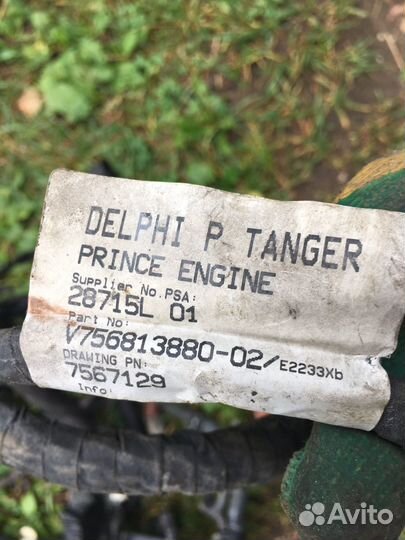 DELPHI P TANGER
PRINCE ENGINE
Supplier No.PSA:
28715L 01
Part No:
V756813880-02/E2233Xb
DRAWING PN:
7567129
Info:
Avito